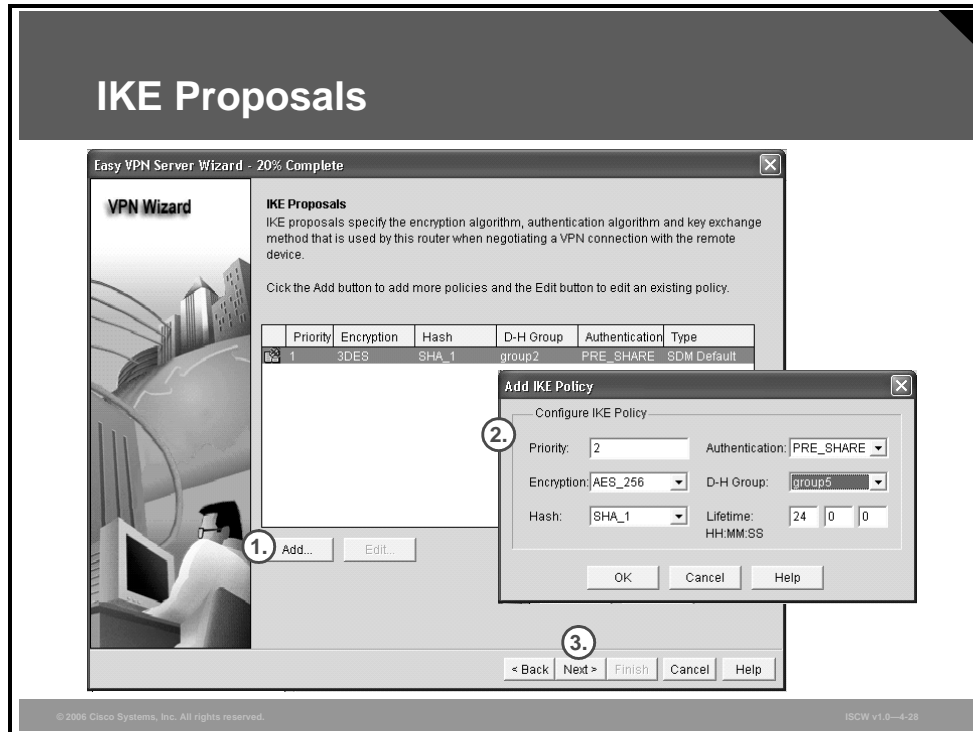 IKE Proposals
Easy VPN Server Wizard - 20% Complete
VPN Wizard
IKE Proposals
IKE proposals specify the encryption algorithm, authentication algorithm and key exchange
method that is used by this router when negotiating a VPN connection with the remote
device.
Cick the Add button to add more policies and the Edit button to edit an existing policy.
Priority Encryption Hash D-H Group Authentication Type
1 3DES SHA_1 group2 PRE_SHARE SDM Default
Add IKE Policy
Configure IKE Policy
2.
Priority: 2 Authentication: PRE_SHARE
Encryption: AES_256 D-H Group: group5
Hash: SHA_1 Lifetime: 24 0 0
HH:MM:SS
OK Cancel Help
1. Add... Edit...
3.
< Back Next > Finish Cancel Help
© 2006 Cisco Systems, Inc. All rights reserved. ISCW v1.0—4-28